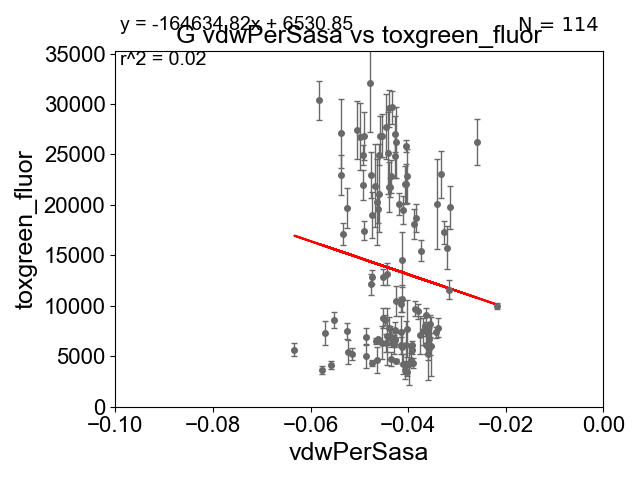 y = -164634.82x + 6530.85
N = 114
G vdwPerSasa vs toxgreen_fluor
r^2 = 0.02
toxgreen_fluor
35000
30000
25000
20000
15000
10000
5000
0
−0.10 −0.08 −0.06 −0.04 −0.02 0.00
vdwPerSasa